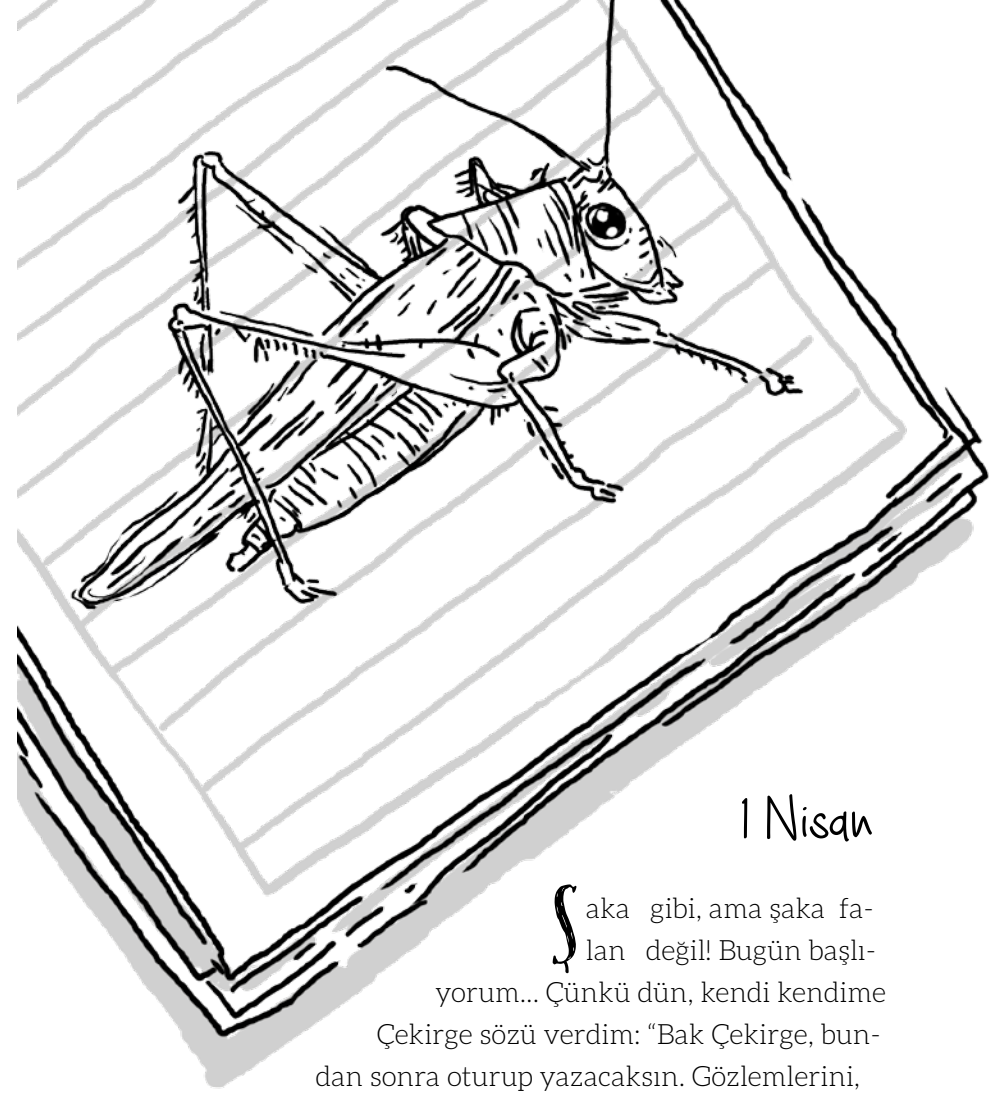 1 Nisan
Şaka gibi, ama şaka fa-
lan değil! Bugün başlı-
yorum... Çünkü dün, kendi kendime
Çekirge sözü verdim: “Bak Çekirge, bun-
dan sonra oturup yazacaksın. Gözlemlerini,